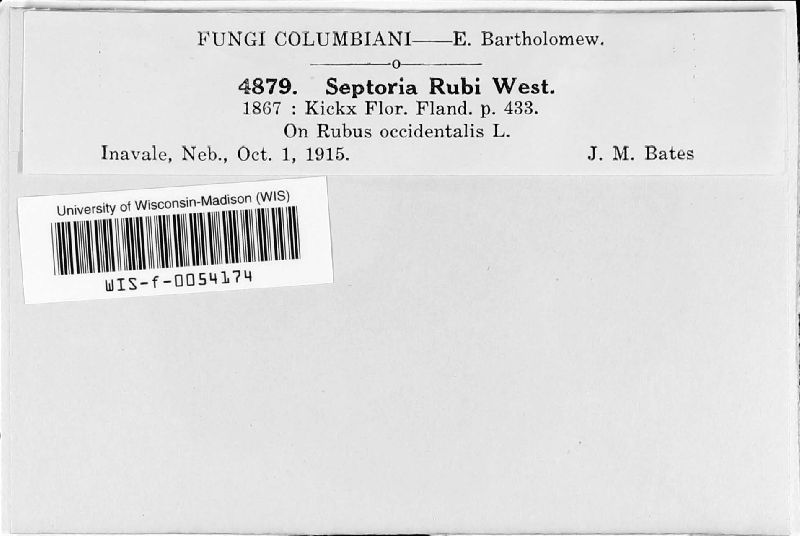 FUNGI COLUMBIANI——E. Bartholomew.
4879. Septoria Rubi West.
1867 : Kickx Flor. Fland. p. 433.
On Rubus occidentalis L.
Inavale, Neb., Oct. 1, 1915. J. M. Bates
University of Wisconsin-Madison (WIS)
WIS-f-0054174